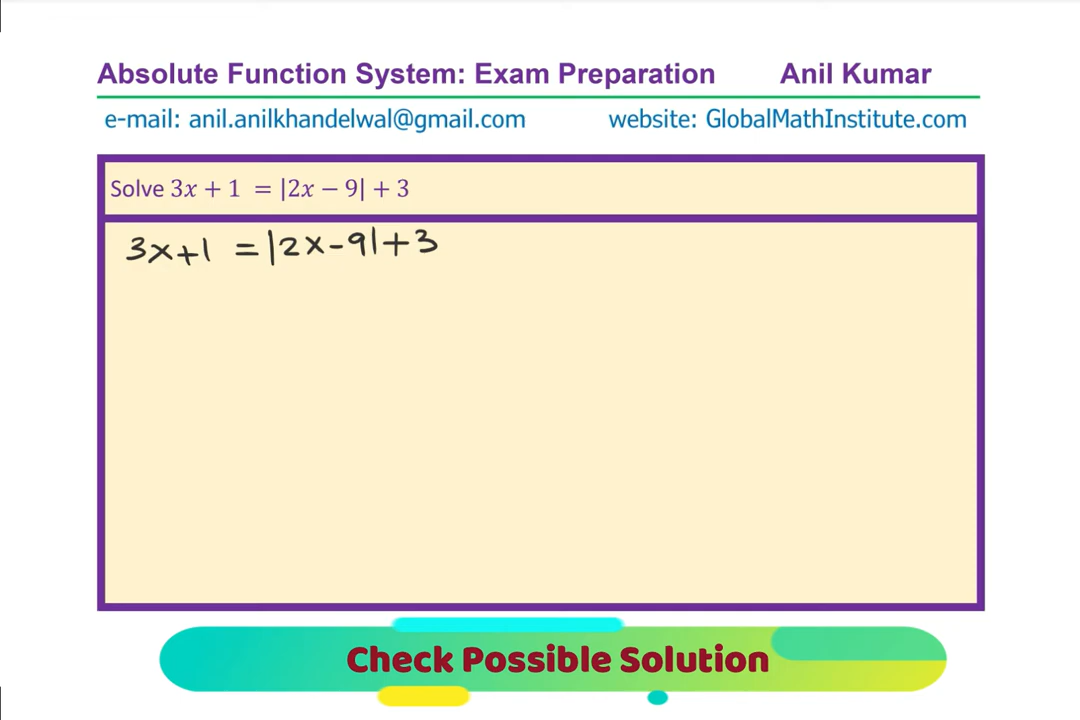 Absolute Function System: Exam Preparation Anil Kumar
e-mail: anil.anilkhandelwal@gmail.com website: GlobalMathInstitute.com
Solve 3x + 1 = |2x − 9| + 3
3x+1 = |2x-9|+3
Check Possible Solution